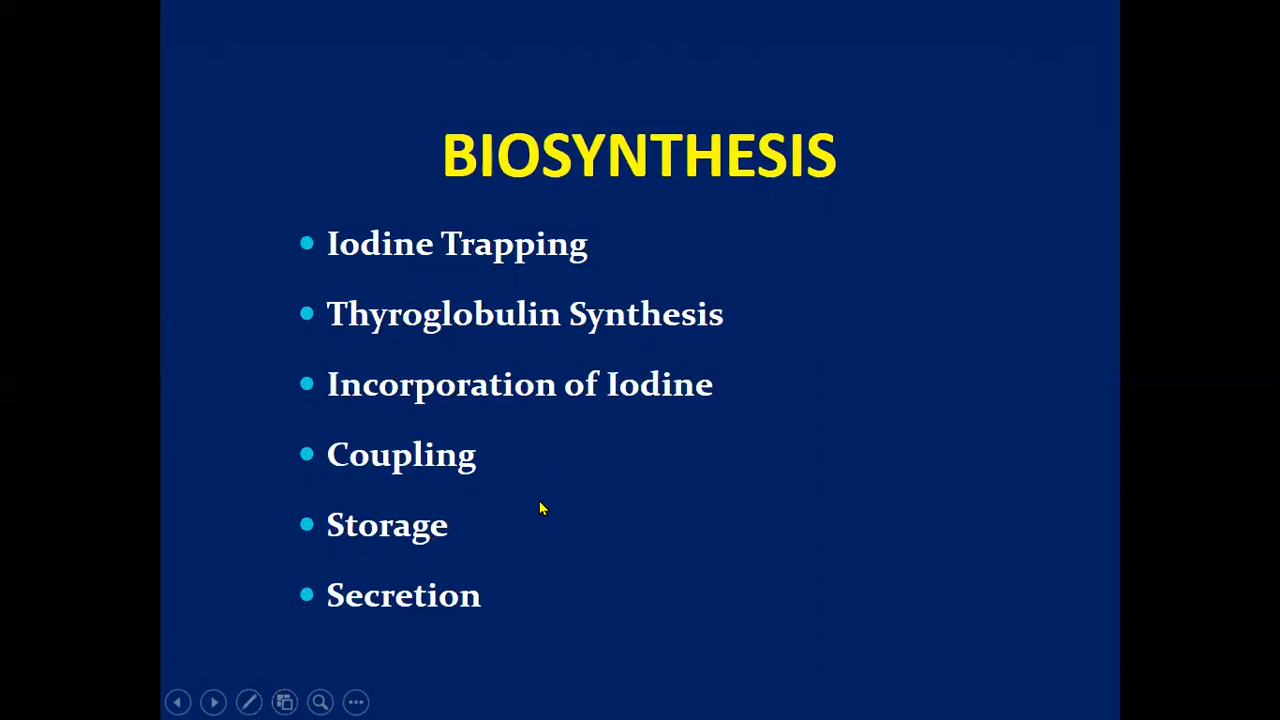 BIOSYNTHESIS
Iodine Trapping
Thyroglobulin Synthesis
Incorporation of Iodine
Coupling
Storage
Secretion